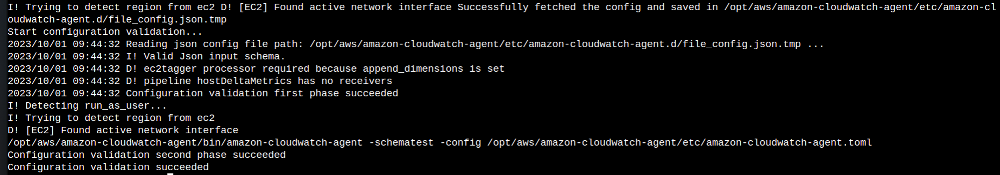 I! Trying to detect region from ec2 D! [EC2] Found active network interface Successfully fetched the config and saved in /opt/aws/amazon-cloudwatch-agent/etc/amazon-cl
oudwatch-agent.d/file_config.json.tmp
Start configuration validation...
2023/10/01 09:44:32 Reading json config file path: /opt/aws/amazon-cloudwatch-agent/etc/amazon-cloudwatch-agent.d/file_config.json.tmp ...
2023/10/01 09:44:32 I! Valid Json input schema.
2023/10/01 09:44:32 D! ec2tagger processor required because append_dimensions is set
2023/10/01 09:44:32 D! pipeline hostDeltaMetrics has no receivers
2023/10/01 09:44:32 Configuration validation first phase succeeded
I! Detecting run_as_user...
I! Trying to detect region from ec2
D! [EC2] Found active network interface
/opt/aws/amazon-cloudwatch-agent/bin/amazon-cloudwatch-agent -schematest -config /opt/aws/amazon-cloudwatch-agent/etc/amazon-cloudwatch-agent.toml
Configuration validation second phase succeeded
Configuration validation succeeded